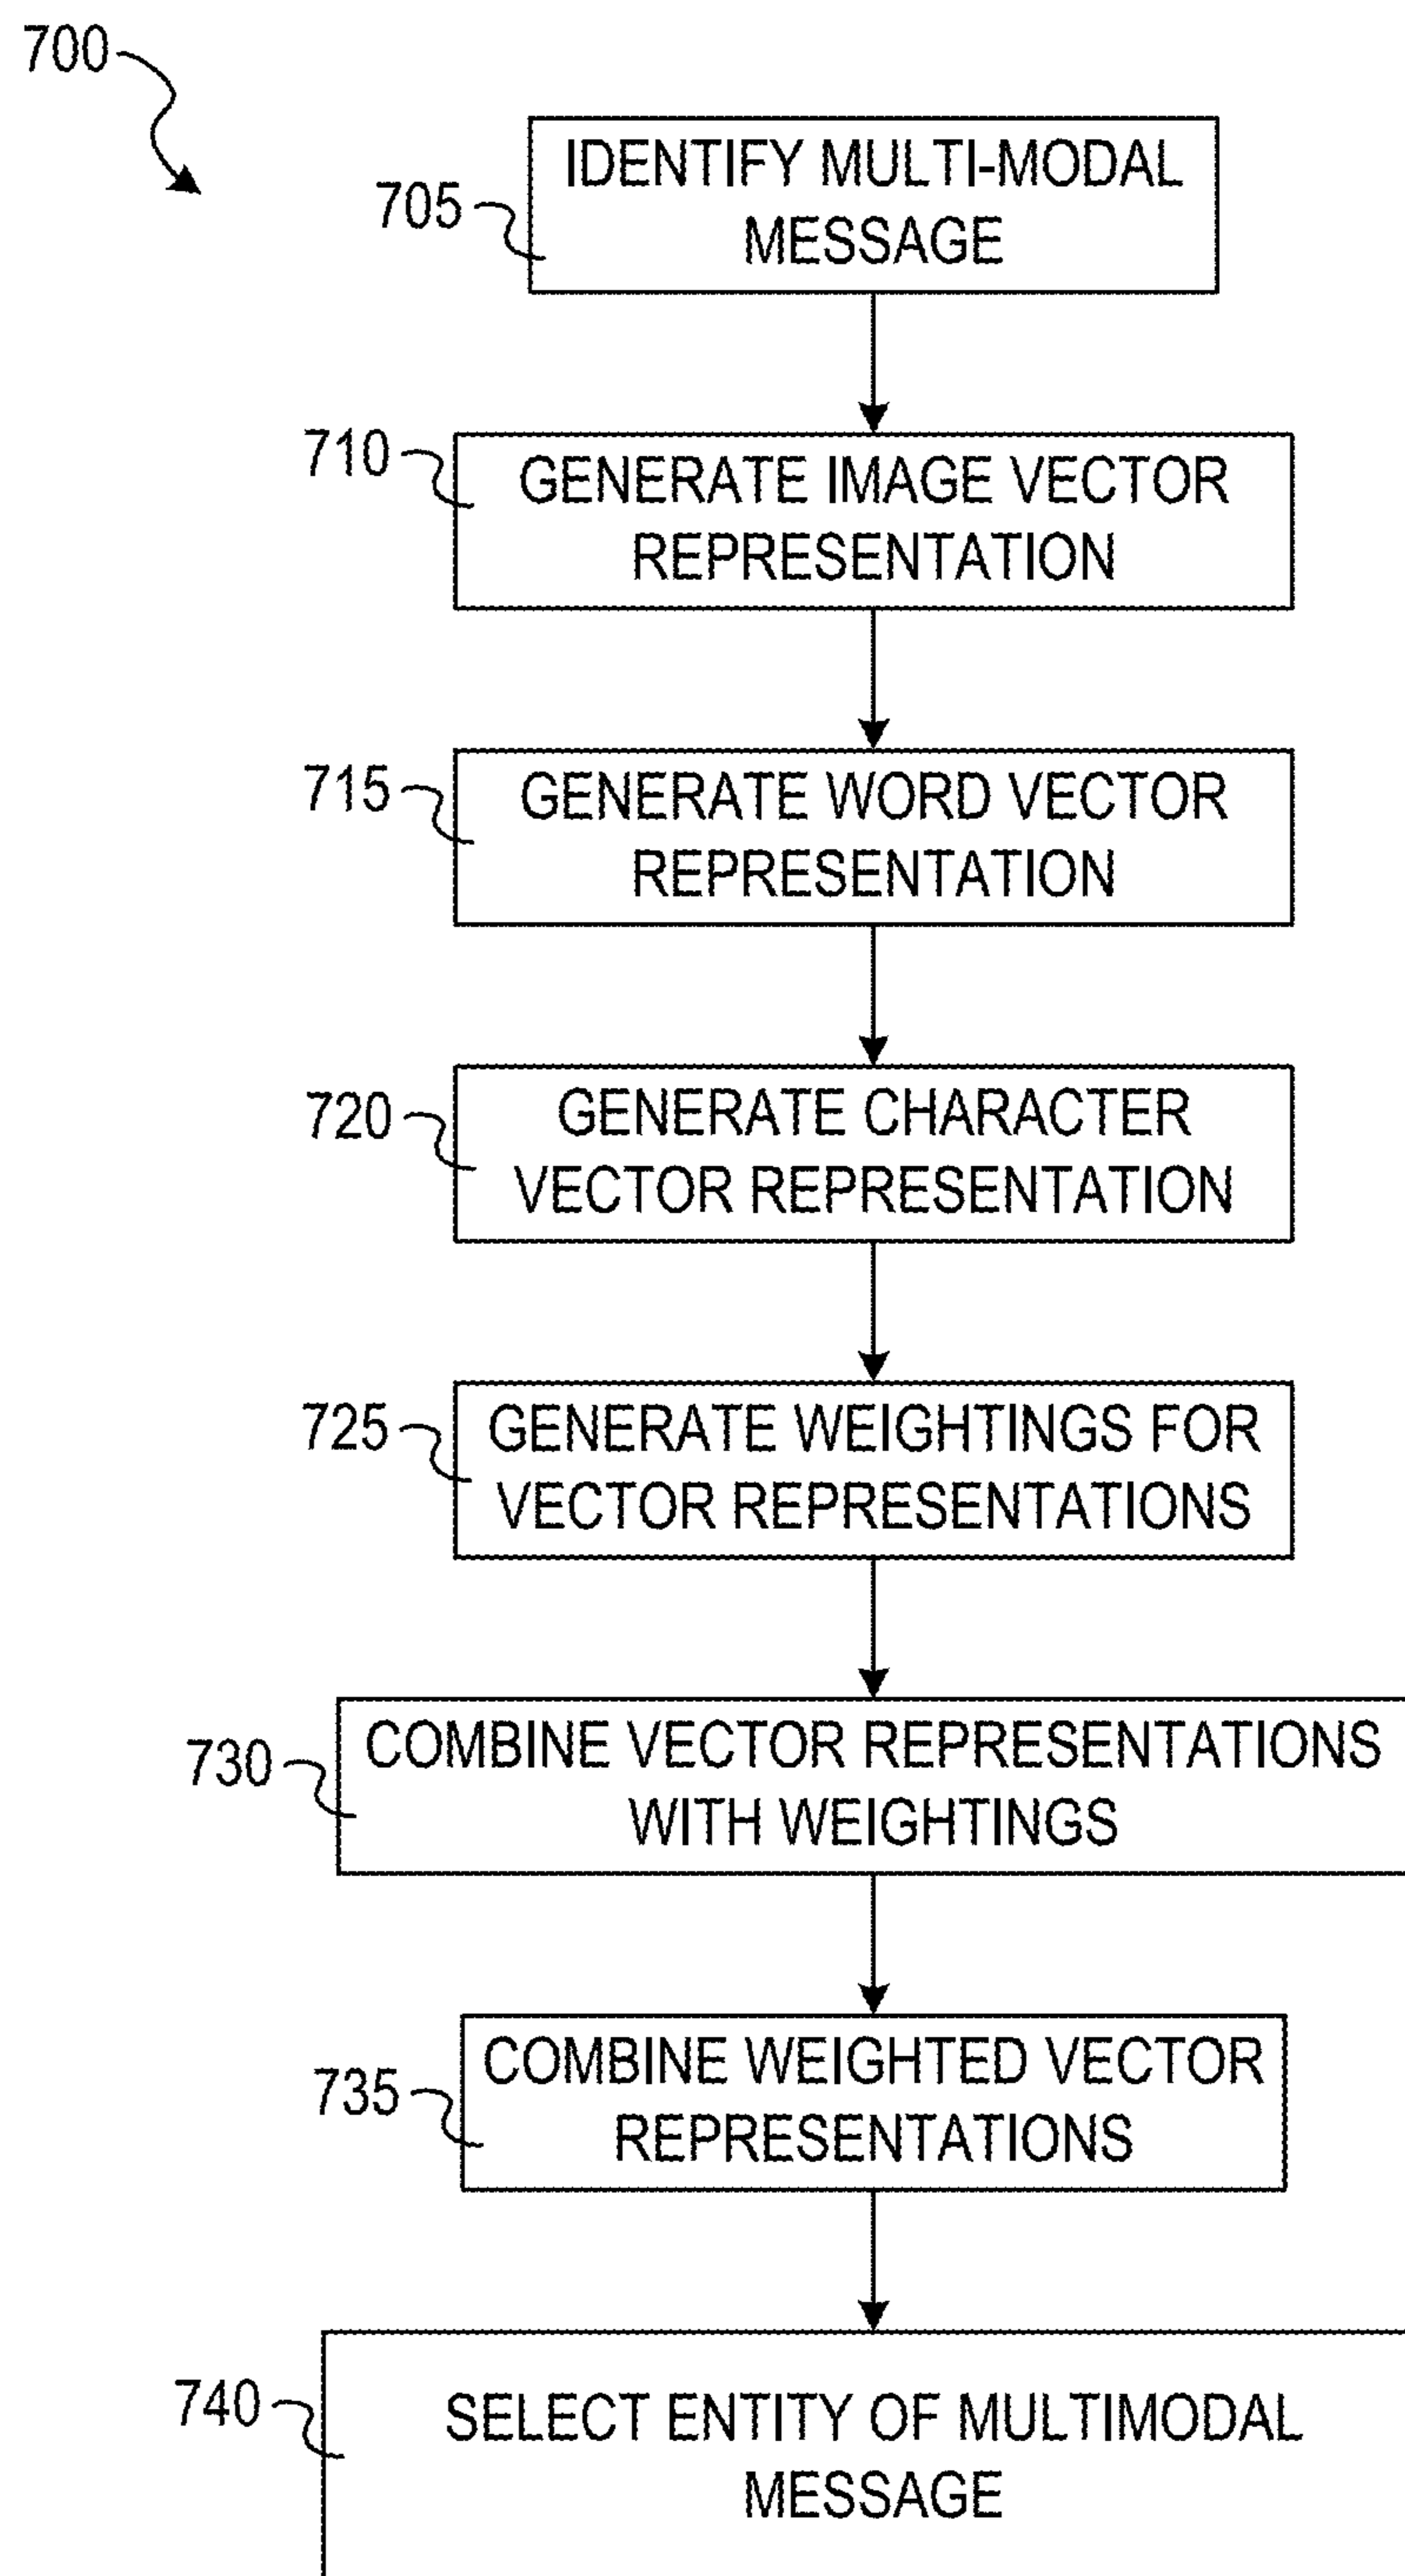 700
705
IDENTIFY MULTI-MODAL
MESSAGE
710
GENERATE IMAGE VECTOR
REPRESENTATION
715
GENERATE WORD VECTOR
REPRESENTATION
720
GENERATE CHARACTER
VECTOR REPRESENTATION
725
GENERATE WEIGHTINGS FOR
VECTOR REPRESENTATIONS
730
COMBINE VECTOR REPRESENTATIONS
WITH WEIGHTINGS
735
COMBINE WEIGHTED VECTOR
REPRESENTATIONS
740
SELECT ENTITY OF MULTIMODAL
MESSAGE